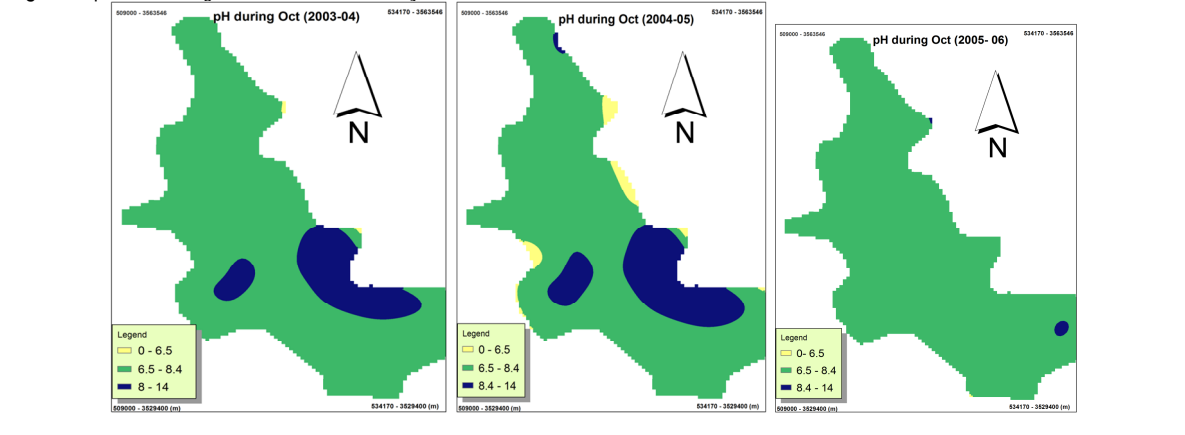 509000 - 3563546
534170 - 3563546
pH during Oct (2003-04)
N
Legend
0 - 6.5
6.5 - 8.4
8 - 14
509000 - 3529400 (m)
534170 - 3529400 (m)
509000 - 3563546
534170 - 3563546
pH during Oct (2004-05)
N
Legend
0 - 6.5
6.5 - 8.4
8.4 - 14
509000 - 3529400 (m)
534170 - 3529400 (m)
509000 - 3563546
534170 - 3563546
pH during Oct (2005- 06)
N
Legend
0- 6.5
6.5 - 8.4
8.4 - 14
509000 - 3529400 (m)
534170 - 3529400 (m)